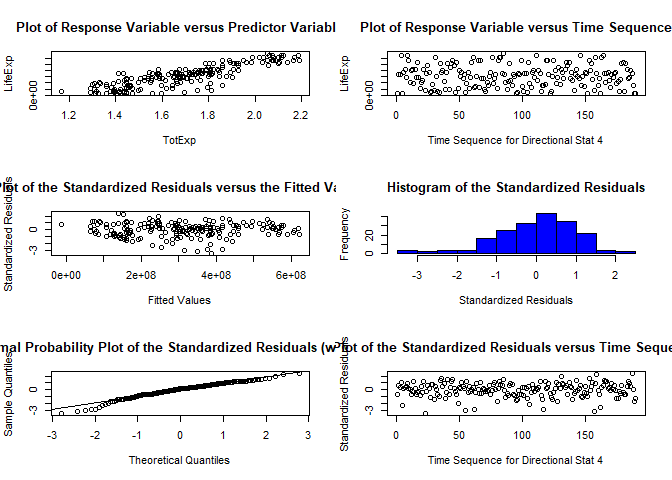 Plot of Response Variable versus Predictor Variabl
LifeExp
0e+00
1.2 1.4 1.6 1.8 2.0 2.2
TotExp
Plot of Response Variable versus Time Sequence
LifeExp
0e+00
0 50 100 150
Time Sequence for Directional Stat 4
lot of the Standardized Residuals versus the Fitted Va
Standardized Residuals
-3 0
0e+00 2e+08 4e+08 6e+08
Fitted Values
Histogram of the Standardized Residuals
Frequency
0 20
-3 -2 -1 0 1 2
Standardized Residuals
mal Probability Plot of the Standardized Residuals (w
Sample Quantiles
-3 0
-3 -2 -1 0 1 2 3
Theoretical Quantiles
Plot of the Standardized Residuals versus Time Seque
Standardized Residuals
-3 0
0 50 100 150
Time Sequence for Directional Stat 4